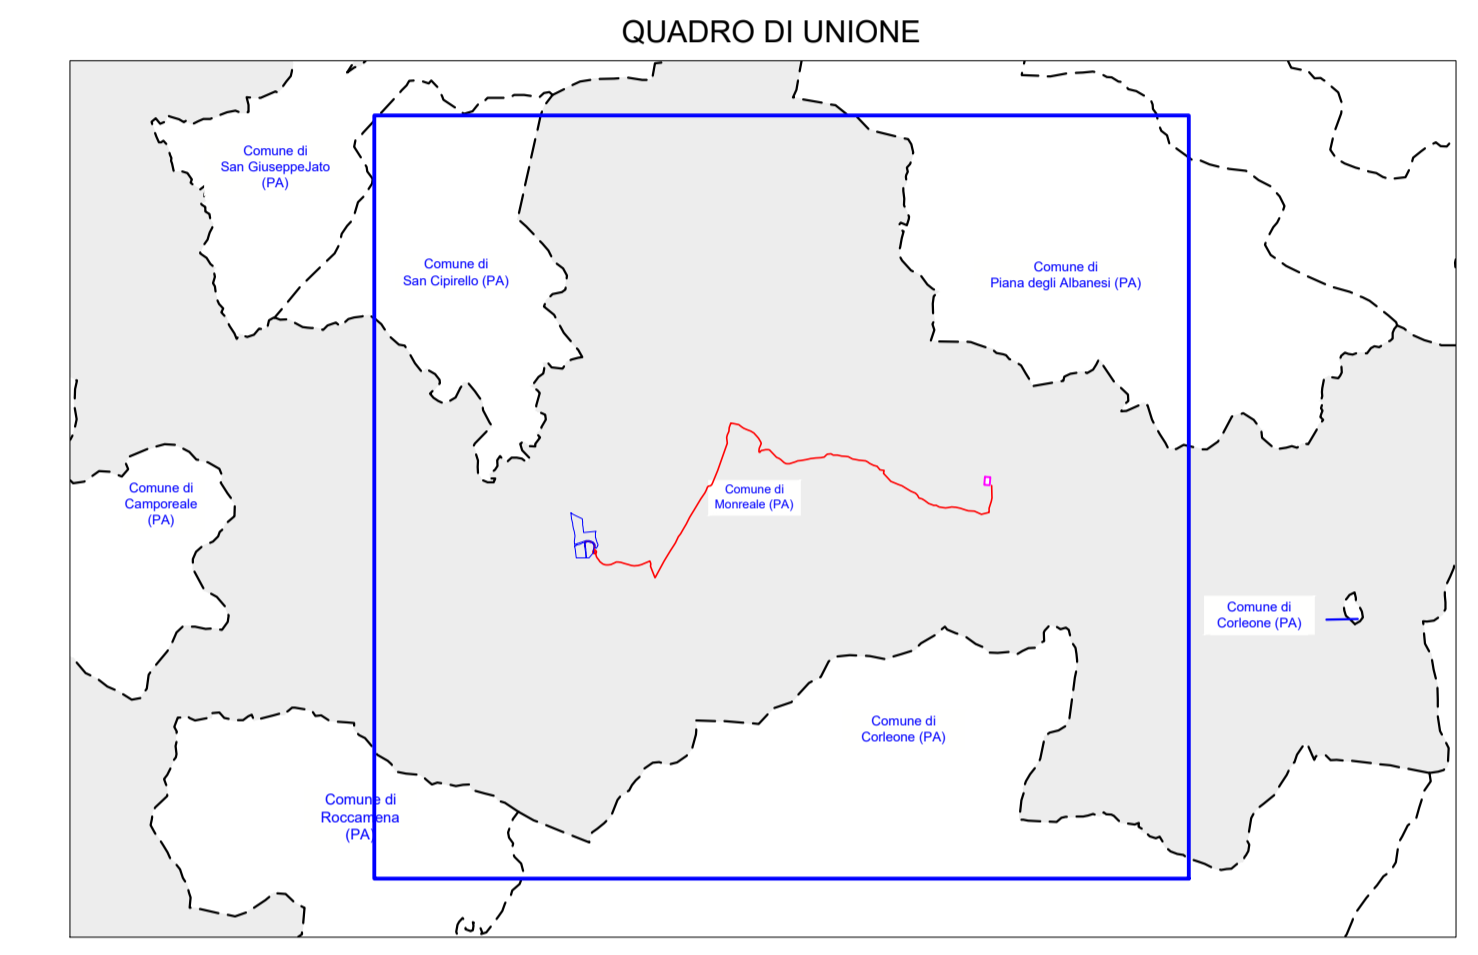 QUADRO DI UNIONE
Comune di
San GiuseppeJato
(PA)
Comune di
San Cipirello (PA)
Comune di
Piana degli Albanesi (PA)
Comune di
Camporeale
(PA)
Comune di
Monreale (PA)
Comune di
Corleone (PA)
Comune di
Corleone (PA)
Comune di
Roccamena
(PA)